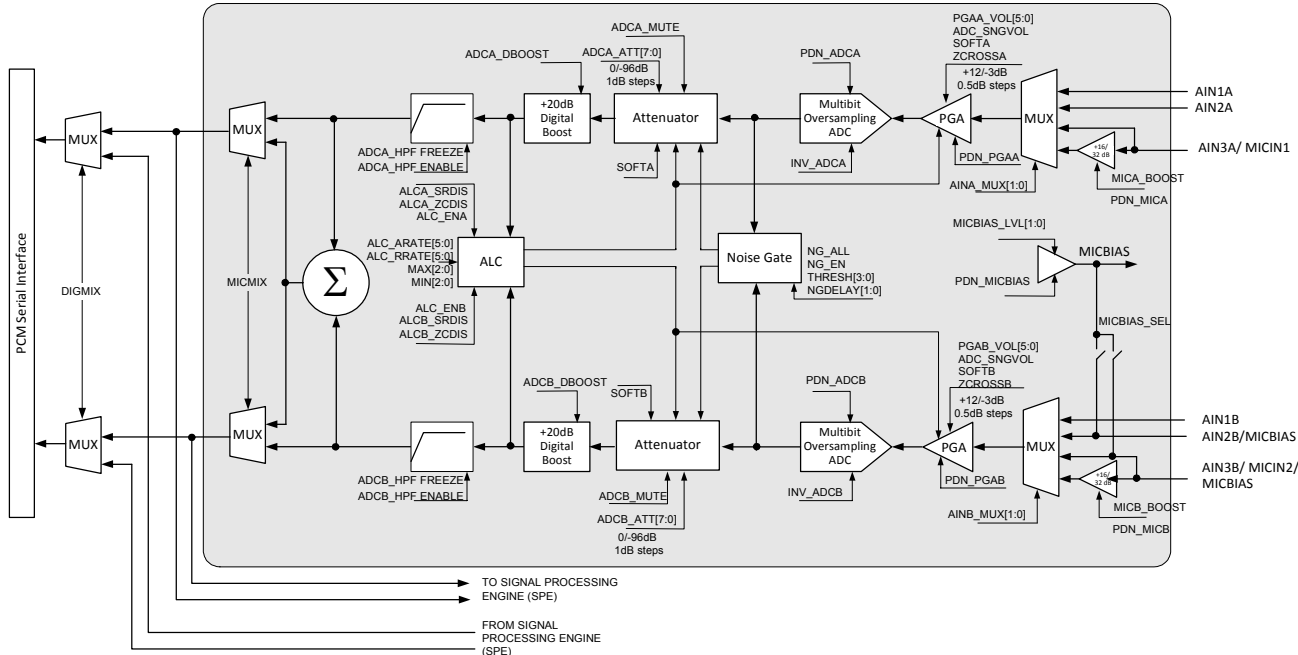 PCM Serial Interface
MUX
DIGMIX
MUX
MUX
MICMIX
MUX
Σ
ADCA_HPF FREEZE
ADCA_HPF_ENABLE
ADCA_DBOOST
+20dB
Digital
Boost
ADCA_MUTE
ADCA_ATT[7:0]
0/-96dB
1dB steps
Attenuator
SOFTA
PDN_ADCA
Multibit
Oversampling
ADC
INV_ADCA
PGAA_VOL[5:0]
ADC_SNGVOL
SOFTA
ZCROSSA
+12/-3dB
0.5dB steps
PGA
PDN_PGAA
MUX
AINA_MUX[1:0]
+16/
32 dB
MICA_BOOST
PDN_MICA
AIN1A
AIN2A
AIN3A/ MICIN1
ALCA_SRDIS
ALCA_ZCDIS
ALC_ENA
ALC_ARATE[5:0]
ALC_RRATE[5:0]
MAX[2:0]
MIN[2:0]
ALC
ALC_ENB
ALCB_SRDIS
ALCB_ZCDIS
Noise Gate
NG_ALL
NG_EN
THRESH[3:0]
NGDELAY[1:0]
MICBIAS_LVL[1:0]
MICBIAS
PDN_MICBIAS
MICBIAS_SEL
ADCB_HPF FREEZE
ADCB_HPF_ENABLE
ADCB_DBOOST
+20dB
Digital
Boost
SOFTB
Attenuator
ADCB_MUTE
ADCB_ATT[7:0]
0/-96dB
1dB steps
PDN_ADCB
Multibit
Oversampling
ADC
INV_ADCB
PGAB_VOL[5:0]
ADC_SNGVOL
SOFTB
ZCROSSB
+12/-3dB
0.5dB steps
PGA
PDN_PGAB
MUX
AINB_MUX[1:0]
+16/
32 dB
MICB_BOOST
PDN_MICB
AIN1B
AIN2B/MICBIAS
AIN3B/ MICIN2/
MICBIAS
TO SIGNAL PROCESSING
ENGINE (SPE)
FROM SIGNAL
PROCESSING ENGINE
(SPE)